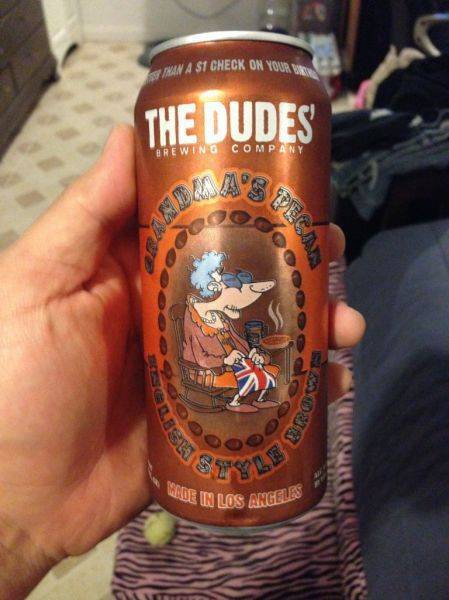 THAN A $1 CHECK ON YOUR
THE DUDES'
BREWING COMPANY
GRANDMA'S PECAN
ENGLISH STYLE BROWN
MADE IN LOS ANGELES